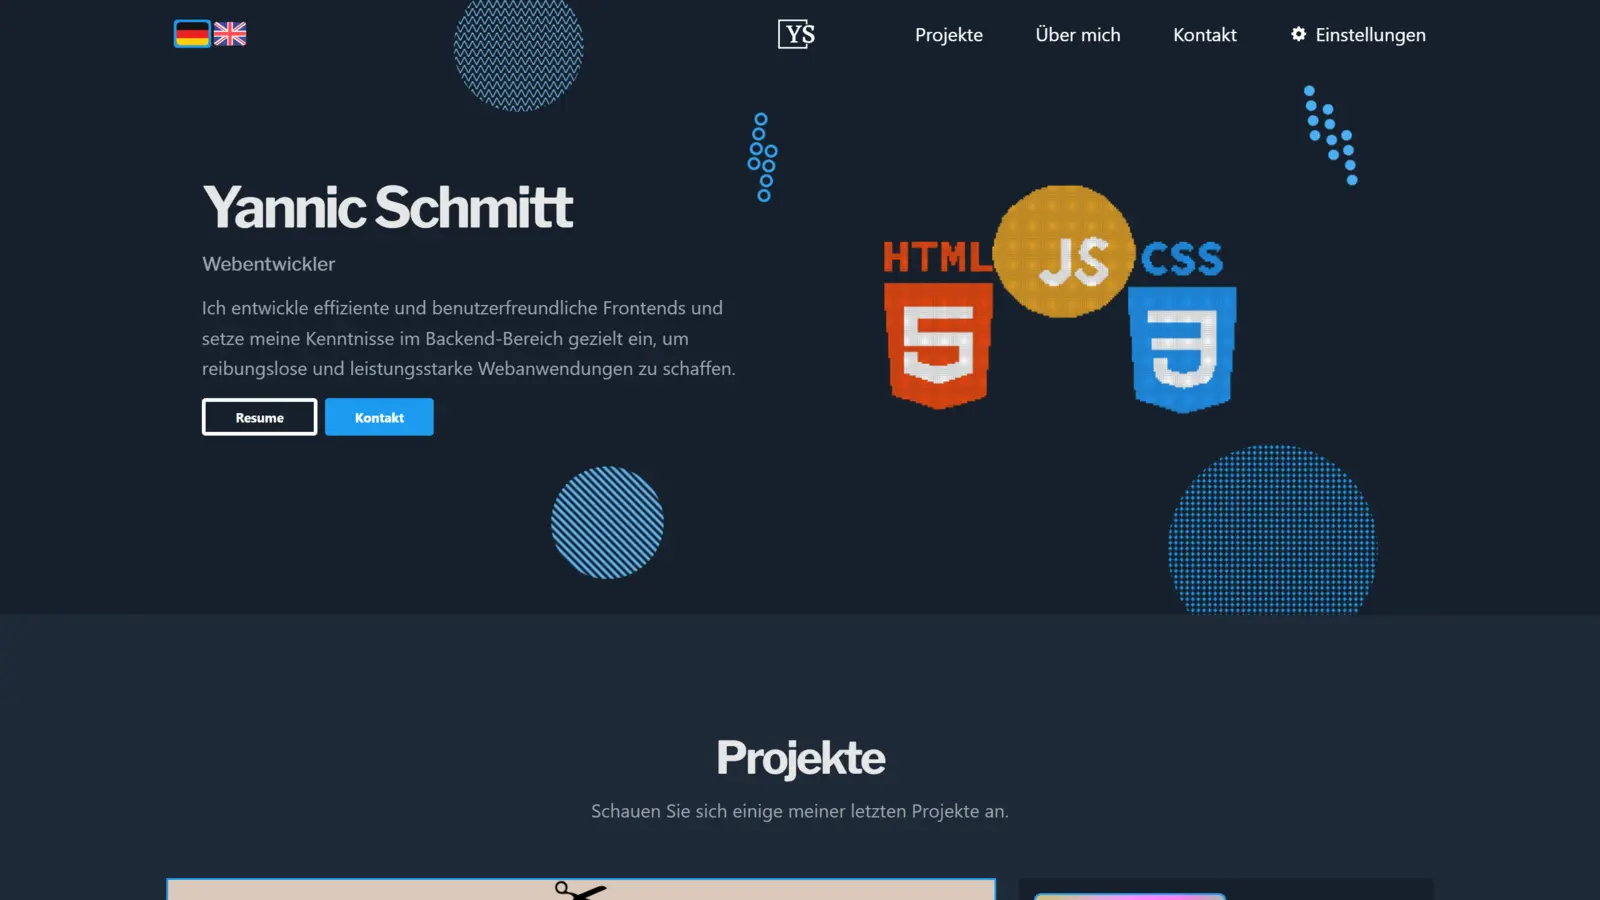 YS
Projekte
Über mich
Kontakt
Einstellungen
Yannic Schmitt
Webentwickler
Ich entwickle effiziente und benutzerfreundliche Frontends und
setze meine Kenntnisse im Backend-Bereich gezielt ein, um
reibungslose und leistungsstarke Webanwendungen zu schaffen.
Resume
Kontakt
HTML
JS
CSS
5
3
Projekte
Schauen Sie sich einige meiner letzten Projekte an.